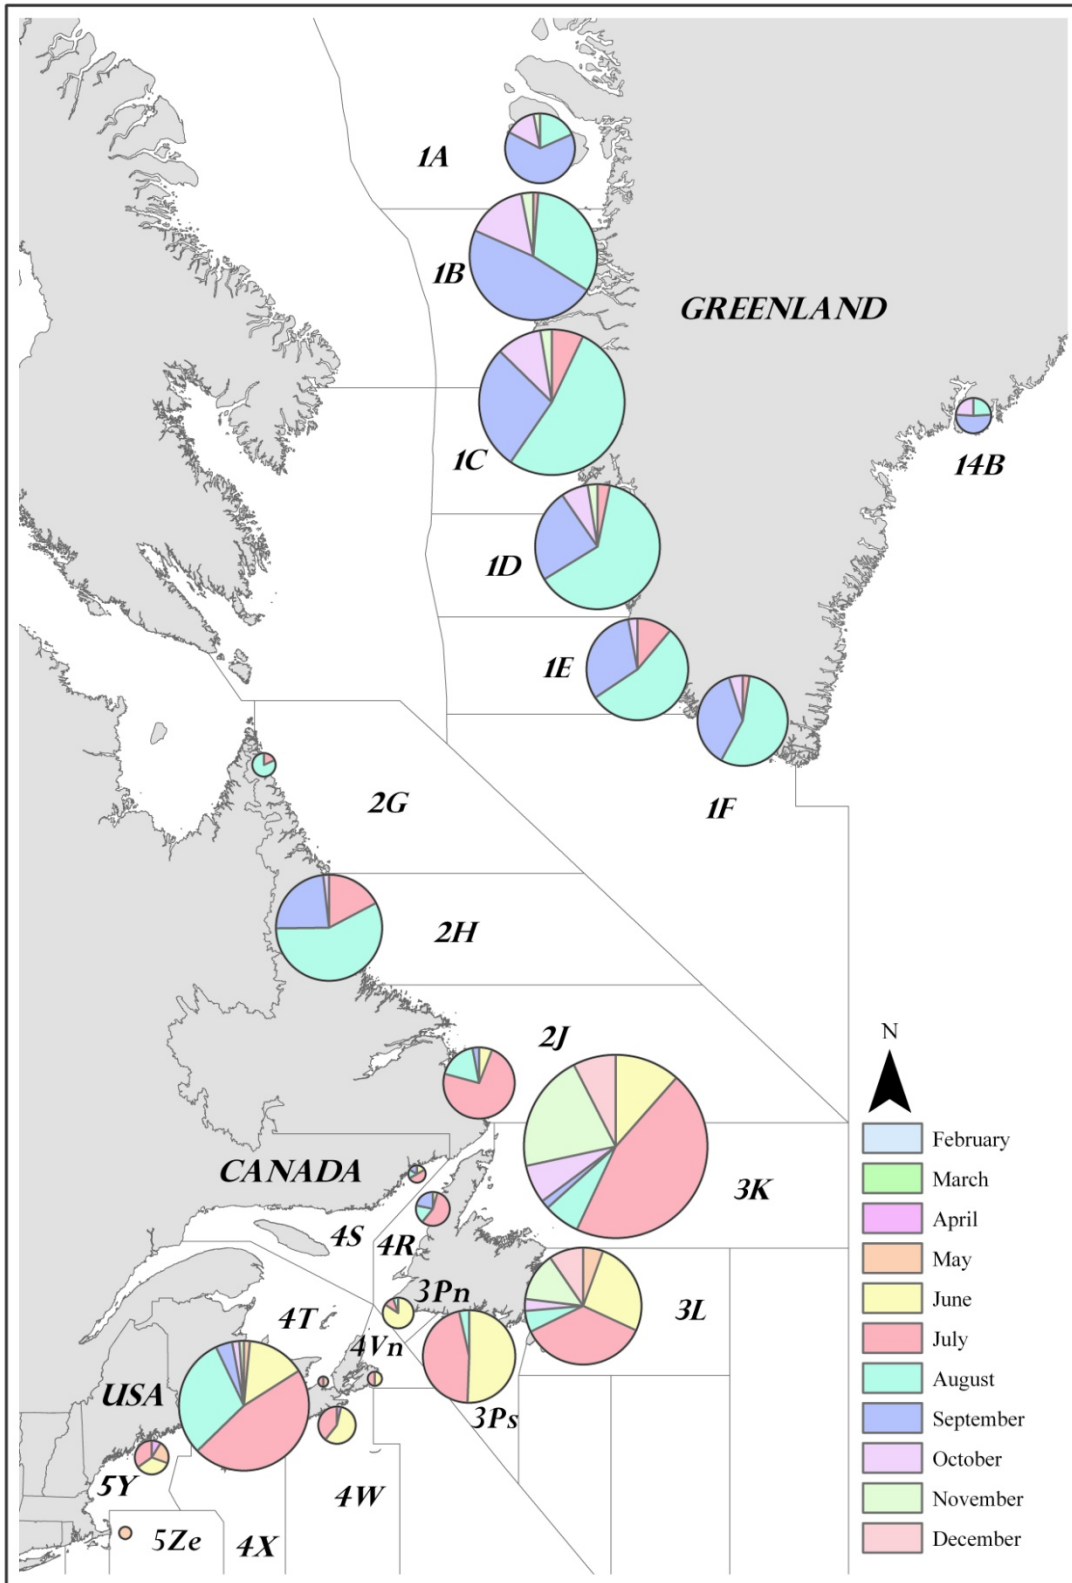 1A
1B
GREENLAND
1C
14B
1D
1E
1F
2G
2H
2J
CANADA
3K
4S
4R
3Pn
3L
4T
4Vn
USA
3Ps
5Y
4W
5Ze
4X
N
February
March
April
May
June
July
August
September
October
November
December